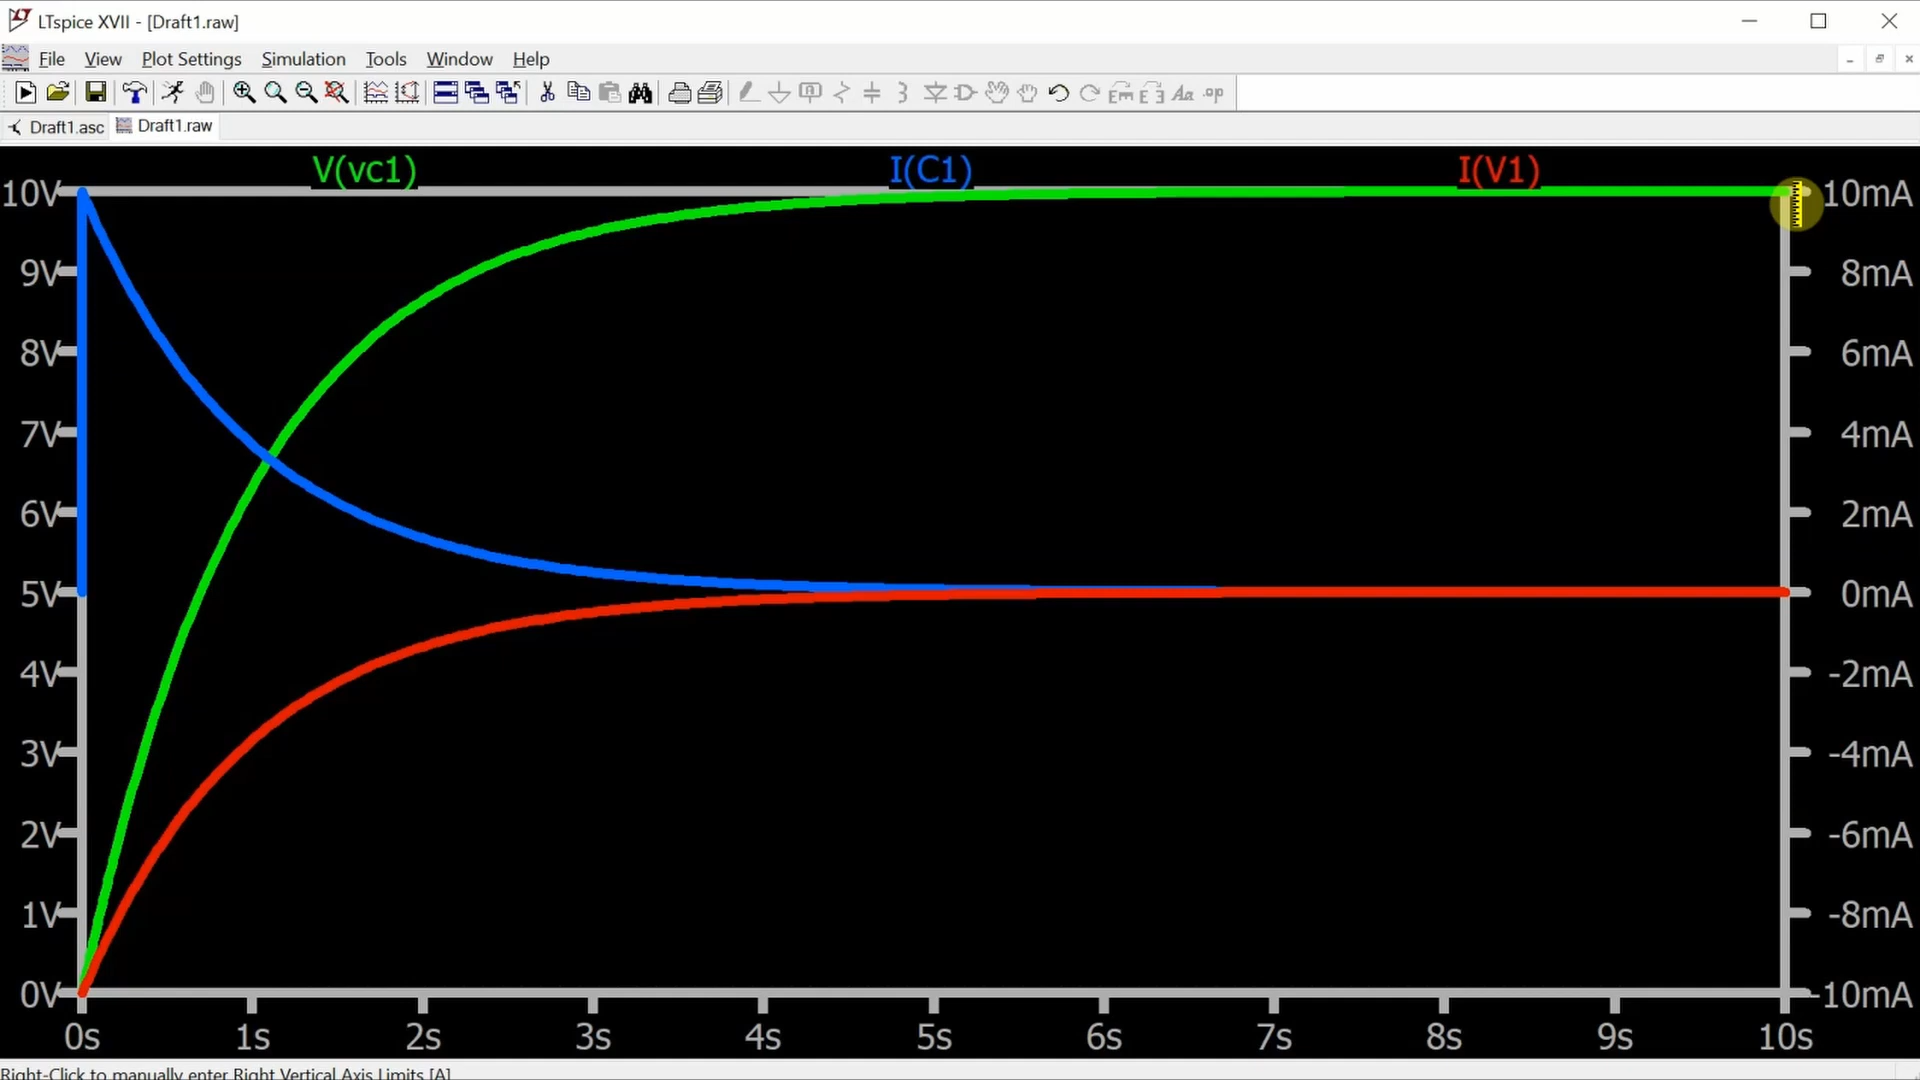 LTspice XVII - [Draft1.raw]
File View Plot Settings Simulation Tools Window Help
Aa .op
Draft1.asc Draft1.raw
V(vc1) I(C1) I(V1)
10V 10mA
9V 8mA
8V 6mA
7V 4mA
6V 2mA
5V 0mA
4V -2mA
3V -4mA
2V -6mA
1V -8mA
0V -10mA
0s 1s 2s 3s 4s 5s 6s 7s 8s 9s 10s
Right-Click to manually enter Right Vertical Axis Limits [A]